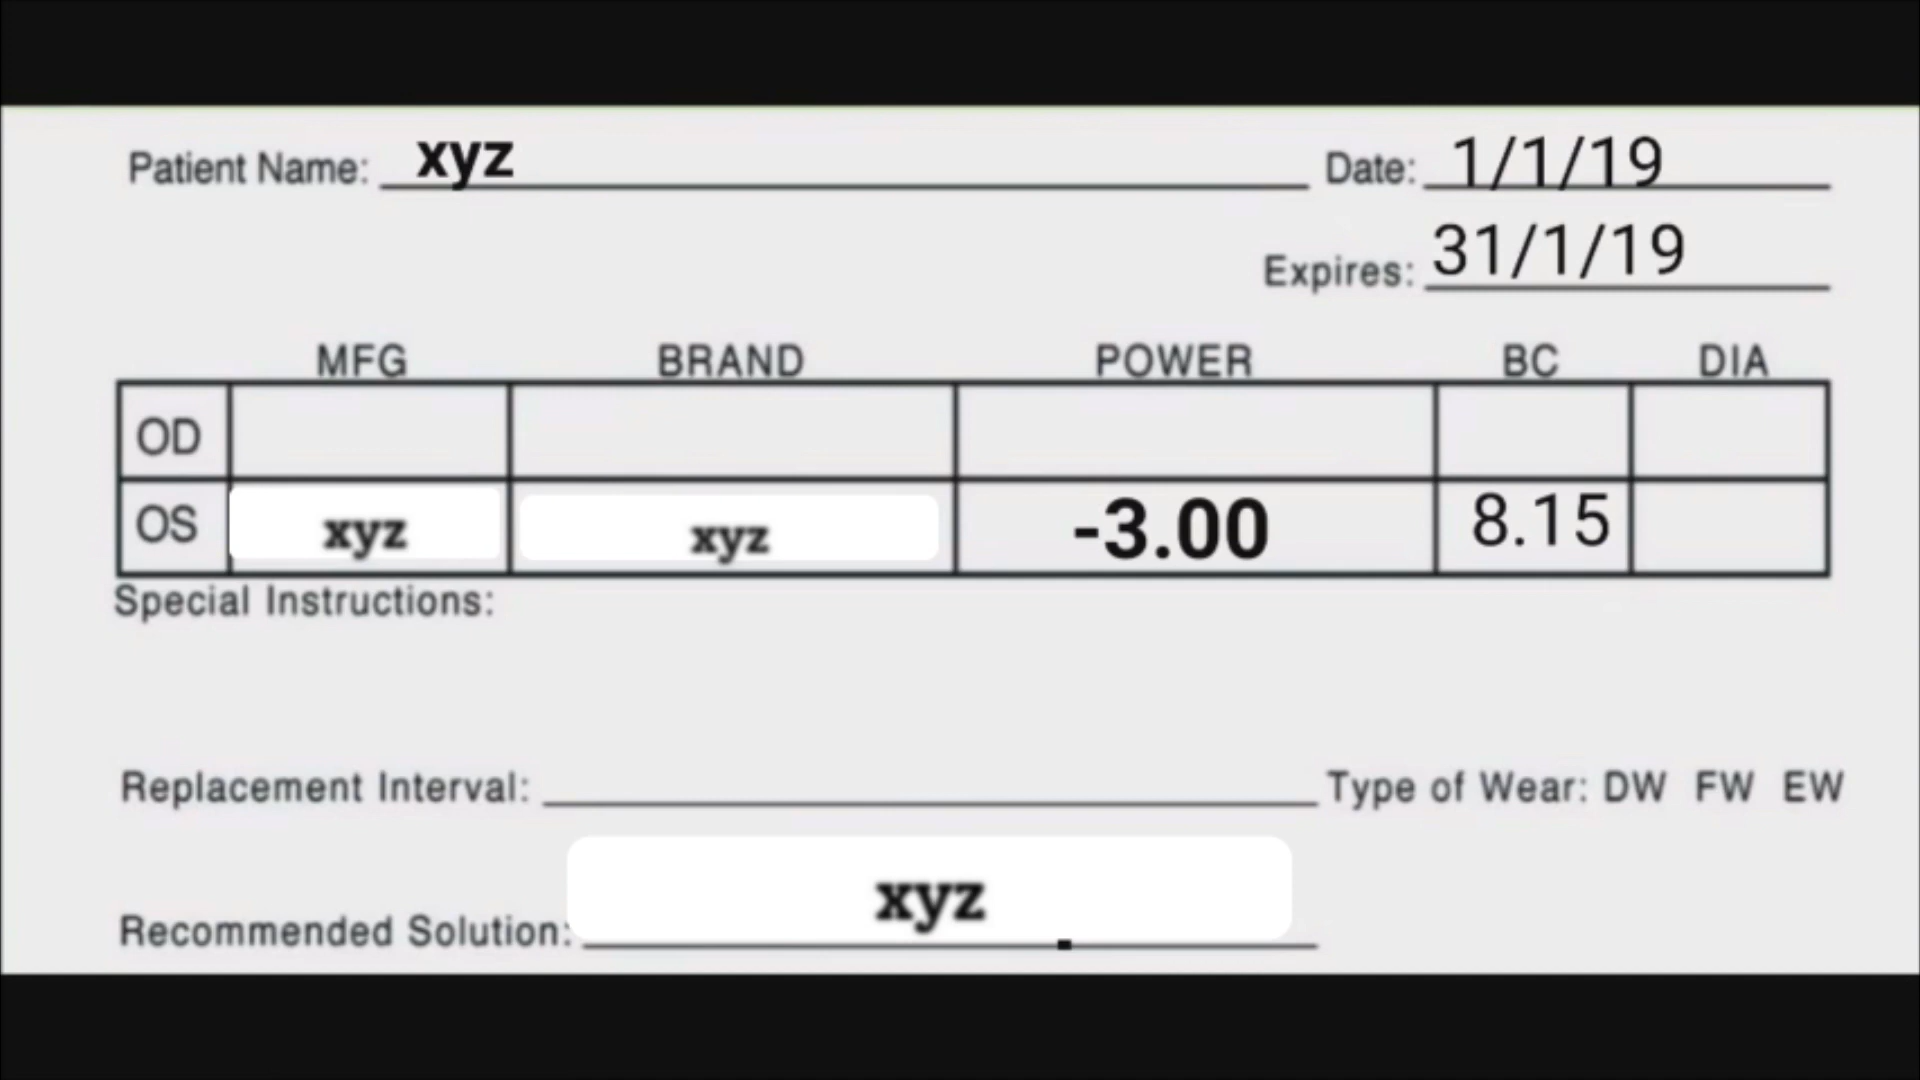 Patient Name: xyz Date: 1/1/19
Expires: 31/1/19
MFG BRAND POWER BC DIA
OD
OS xyz xyz -3.00 8.15
Special Instructions:
Replacement Interval: Type of Wear: DW FW EW
Recommended Solution: xyz